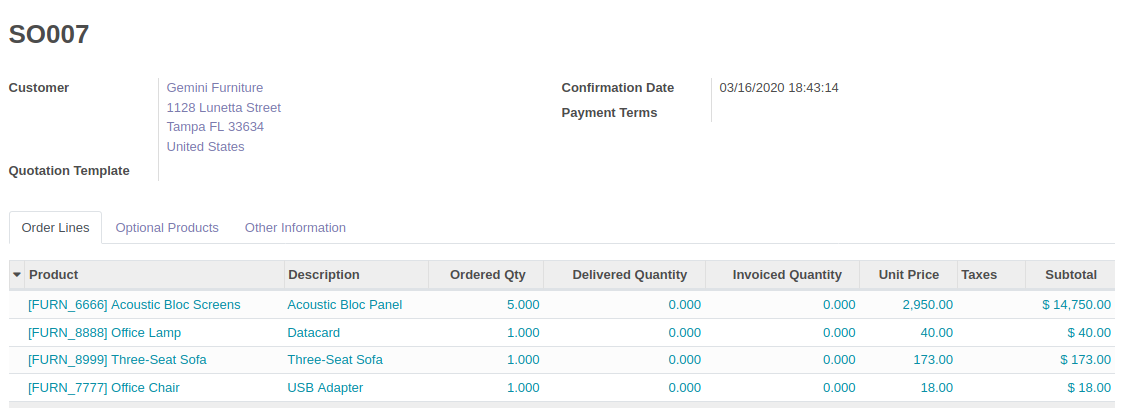 SO007
Customer Gemini Furniture Confirmation Date 03/16/2020 18:43:14
1128 Lunetta Street Payment Terms
Tampa FL 33634
United States
Quotation Template
Order Lines Optional Products Other Information
Product Description Ordered Qty Delivered Quantity Invoiced Quantity Unit Price Taxes Subtotal
[FURN_6666] Acoustic Bloc Screens Acoustic Bloc Panel 5.000 0.000 0.000 2,950.00 $ 14,750.00
[FURN_8888] Office Lamp Datacard 1.000 0.000 0.000 40.00 $ 40.00
[FURN_8999] Three-Seat Sofa Three-Seat Sofa 1.000 0.000 0.000 173.00 $ 173.00
[FURN_7777] Office Chair USB Adapter 1.000 0.000 0.000 18.00 $ 18.00